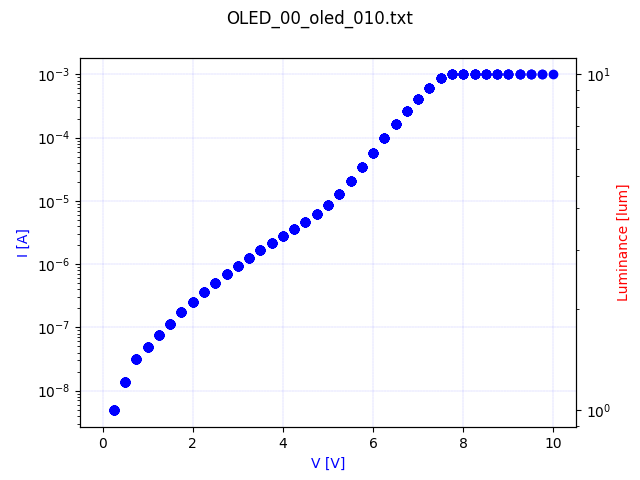 OLED_00_oled_010.txt
10⁻³
10⁻⁴
10⁻⁵
10⁻⁶
10⁻⁷
10⁻⁸
I [A]
0 2 4 6 8 10
V [V]
10¹
10⁰
Luminance [lum]